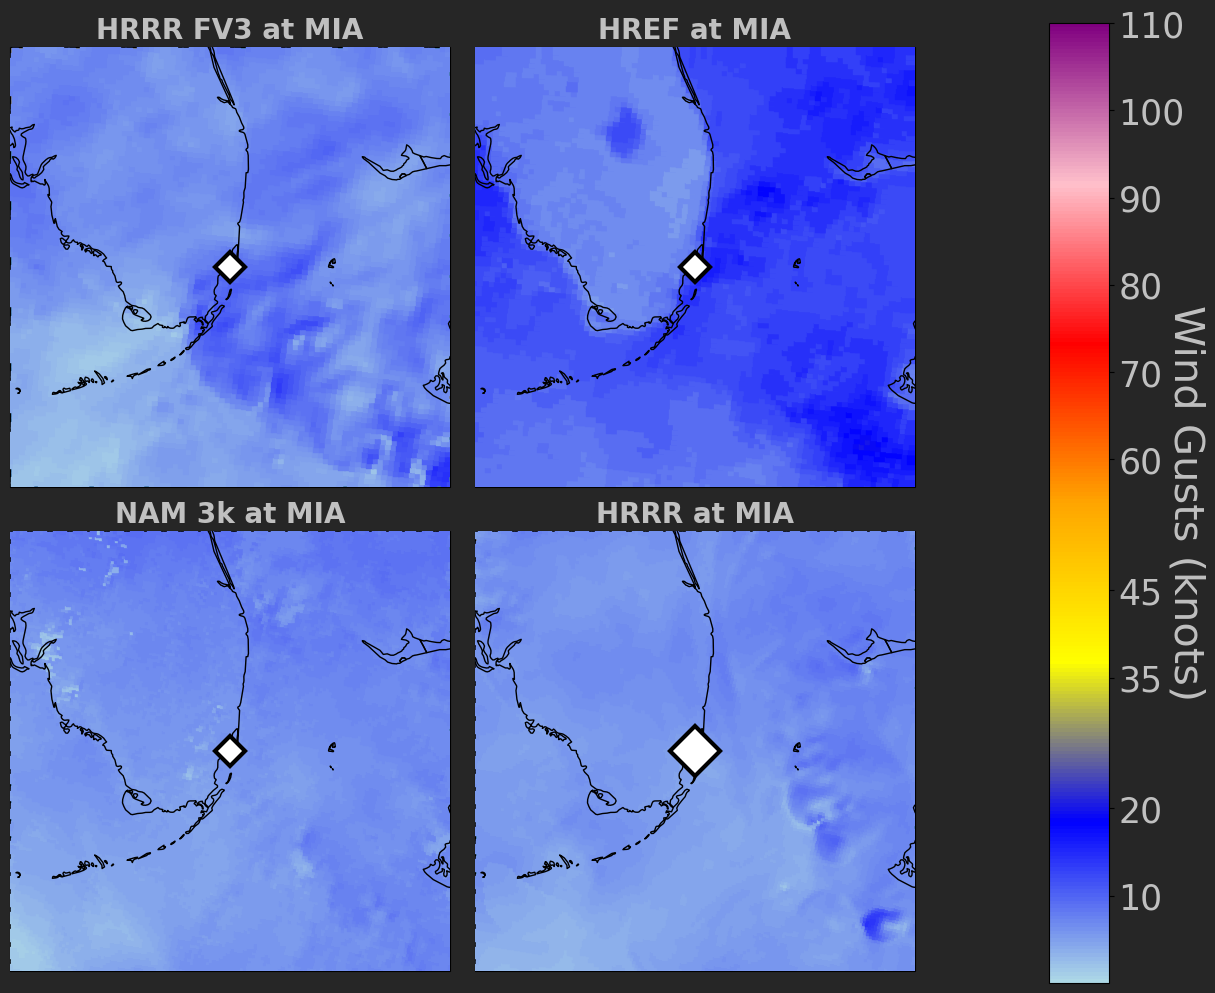 HRRR FV3 at MIA
HREF at MIA
NAM 3k at MIA
HRRR at MIA
110
100
90
80
70
60
45
35
20
10
Wind Gusts (knots)